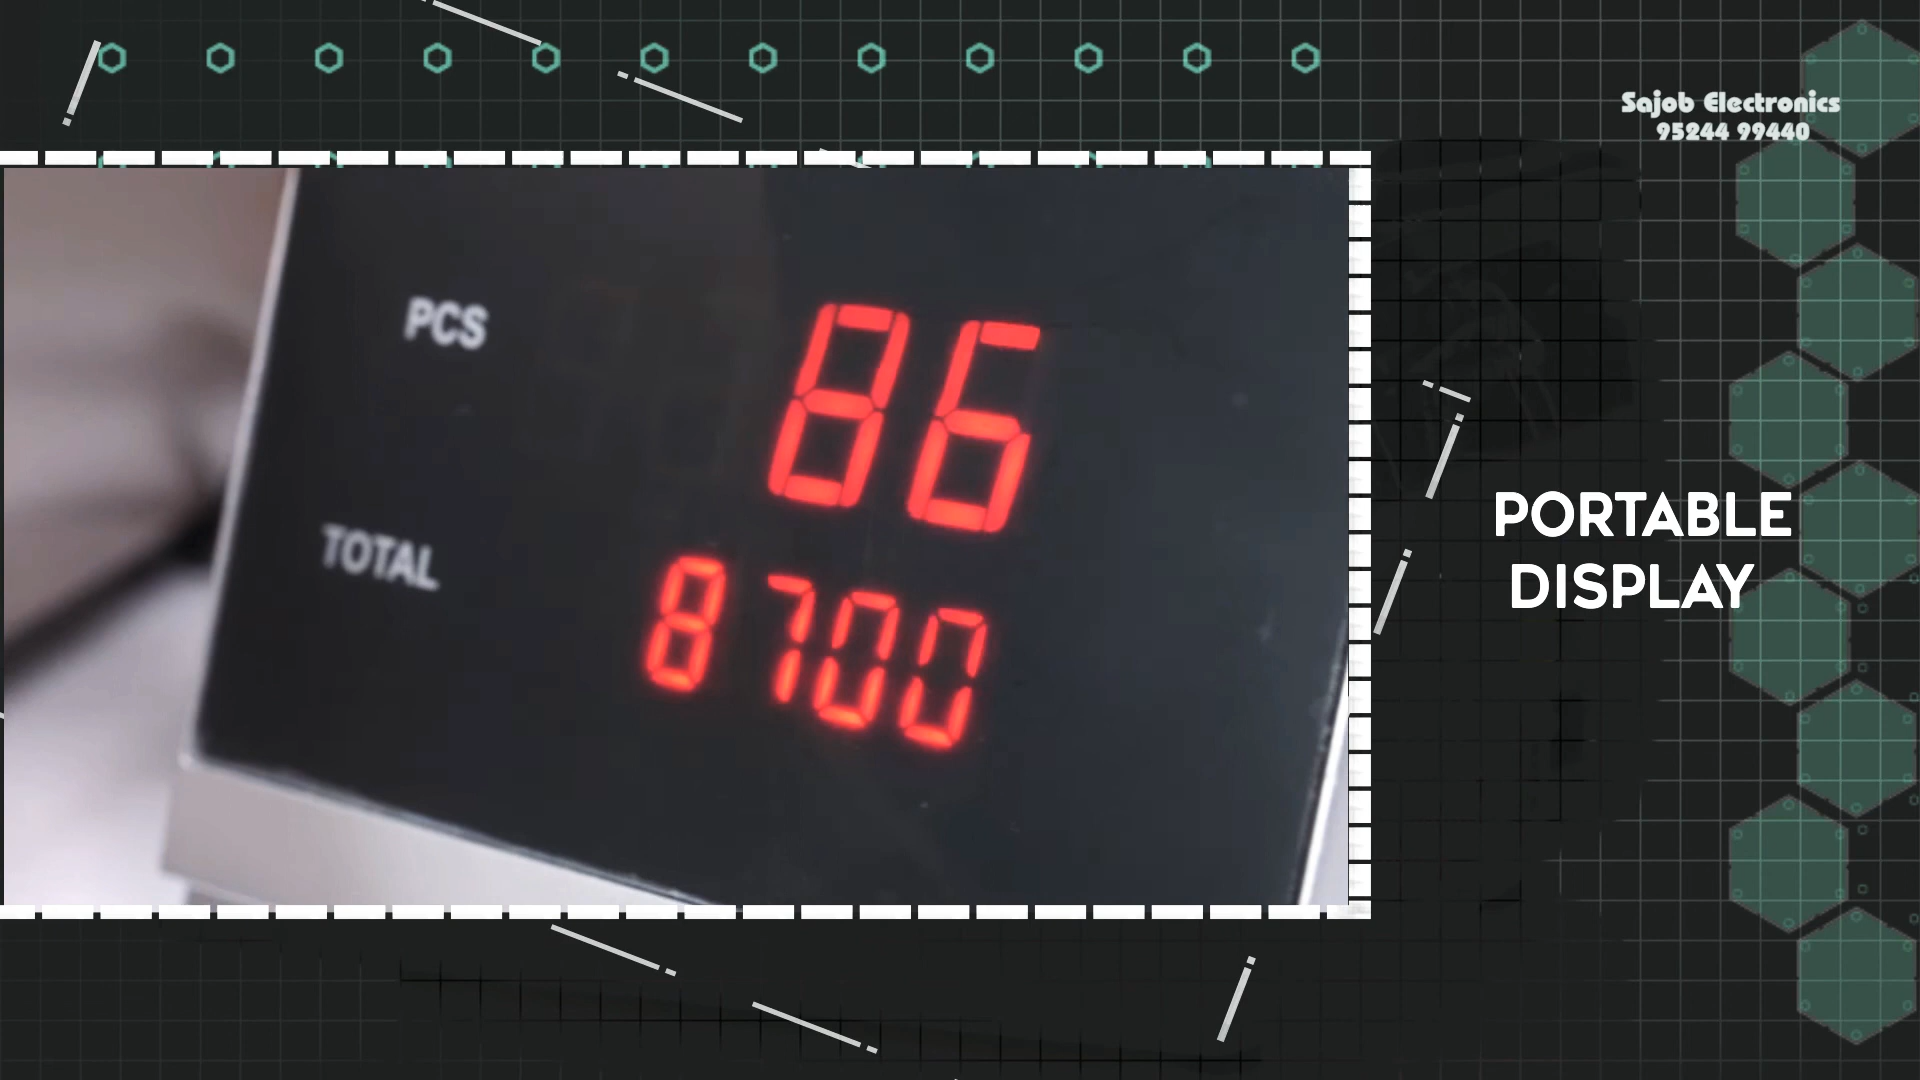 Sajob Electronics
95244 99440
PCS 86
TOTAL 8700
PORTABLE
DISPLAY